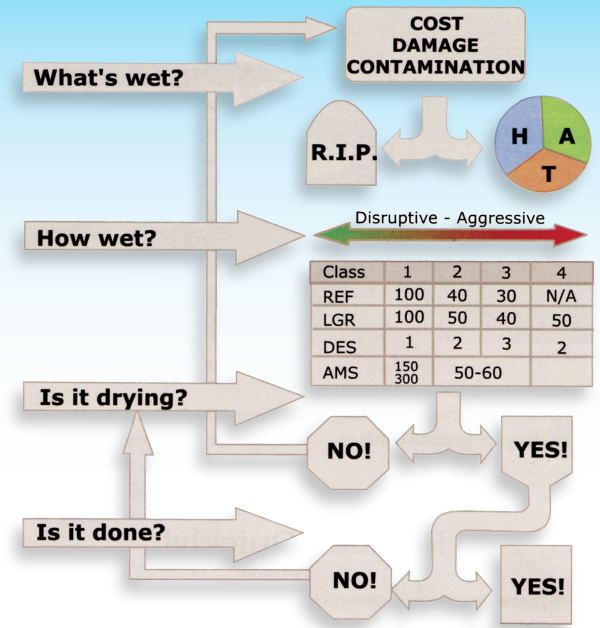 COST
DAMAGE
CONTAMINATION
What's wet?
R.I.P.
H A
T
How wet?
Disruptive - Aggressive
Class 1 2 3 4
REF 100 40 30 N/A
LGR 100 50 40 50
DES 1 2 3 2
AMS 150 300 50-60
Is it drying?
NO! YES!
Is it done?
NO! YES!